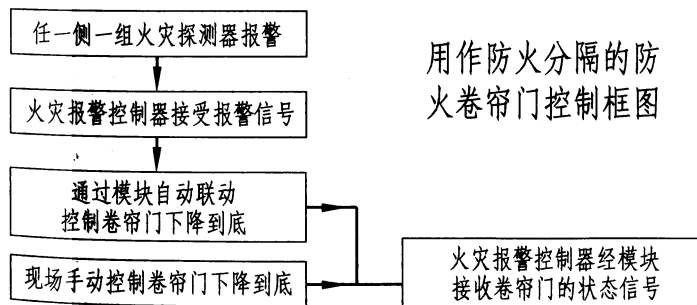 任一侧一组火灾探测器报警
用作防火分隔的防
火卷帘门控制框图
火灾报警控制器接受报警信号
通过模块自动联动
控制卷帘门下降到底
现场手动控制卷帘门下降到底
火灾报警控制器经模块
接收卷帘门的状态信号